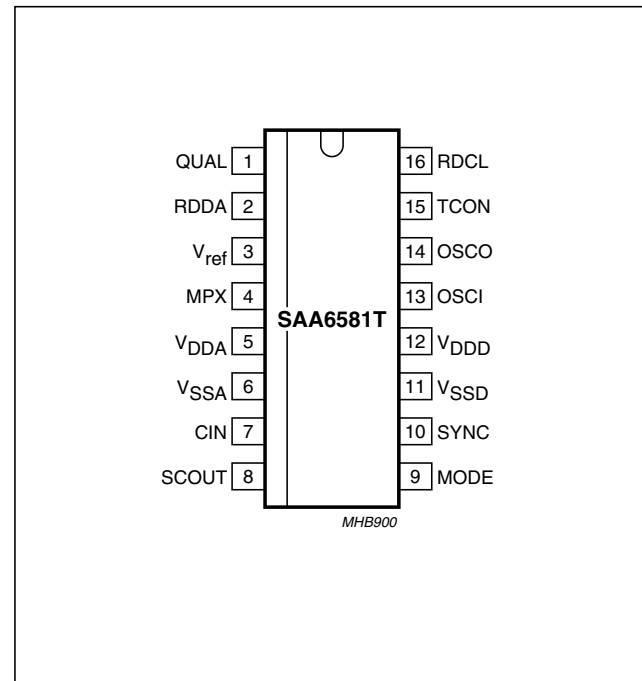 QUAL 1 16 RDCL
RDDA 2 15 TCON
Vref 3 14 OSCO
MPX 4 13 OSCI
SAA6581T
VDDA 5 12 VDDD
VSSA 6 11 VSSD
CIN 7 10 SYNC
SCOUT 8 9 MODE
MHB900